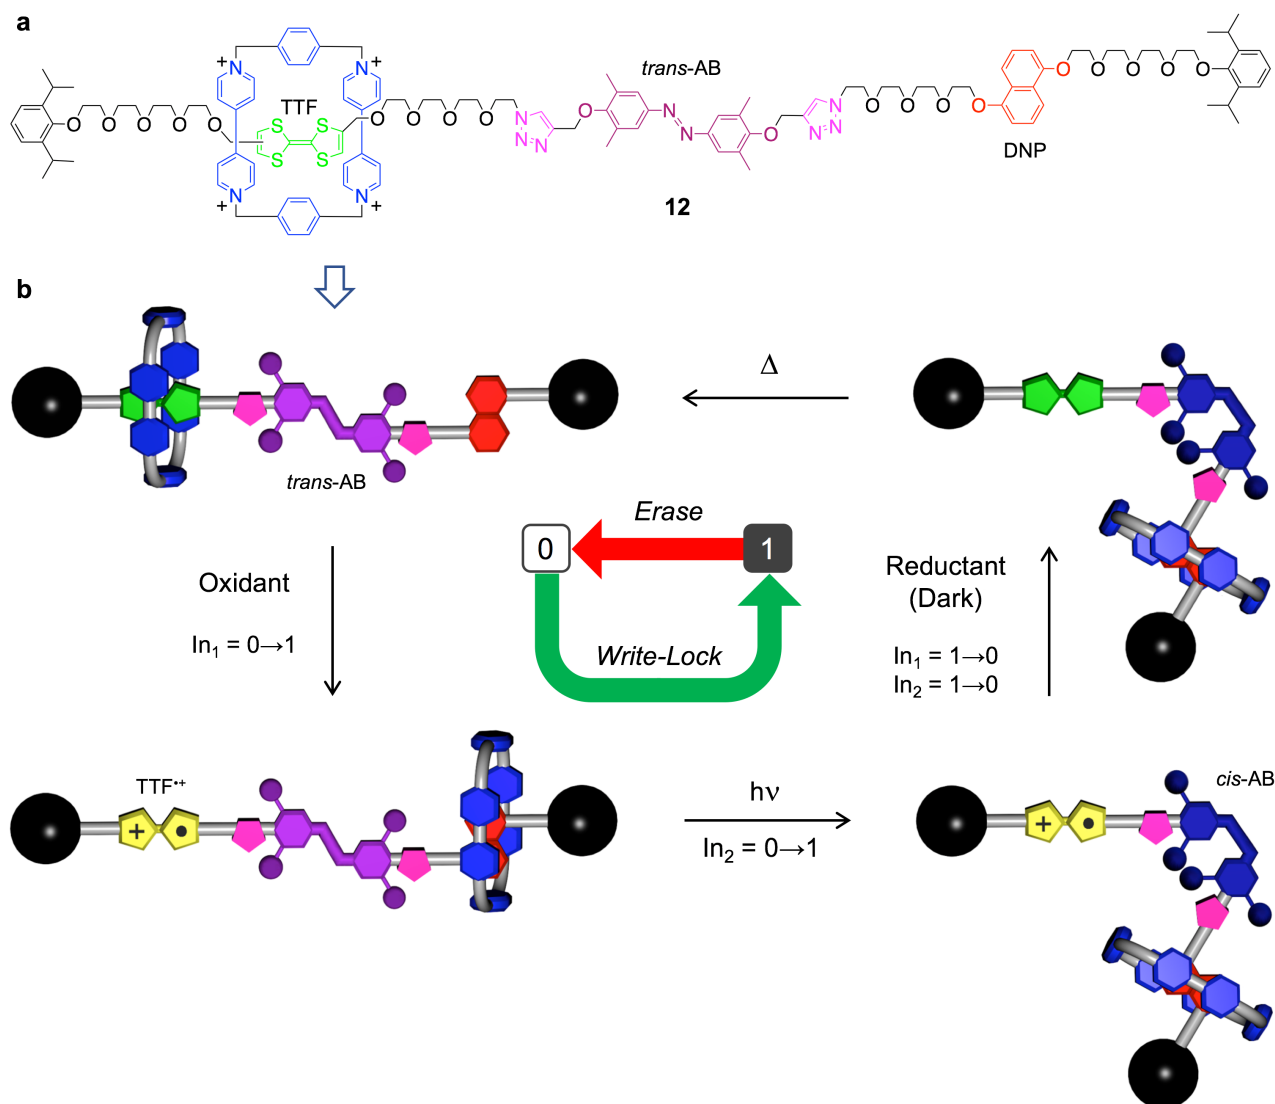 a
+ + N N
TTF
S S
S S
O O O O O
O O O O
N N N
O
trans-AB
N N
O
N N N
O O O
O
O O O O O
DNP
N N
+ +
12
b
trans-AB
Δ
Oxidant
In₁ = 0→1
Erase
0 1
Write-Lock
Reductant
(Dark)
In₁ = 1→0
In₂ = 1→0
TTF•+
+ •
hν
In₂ = 0→1
cis-AB
+ •